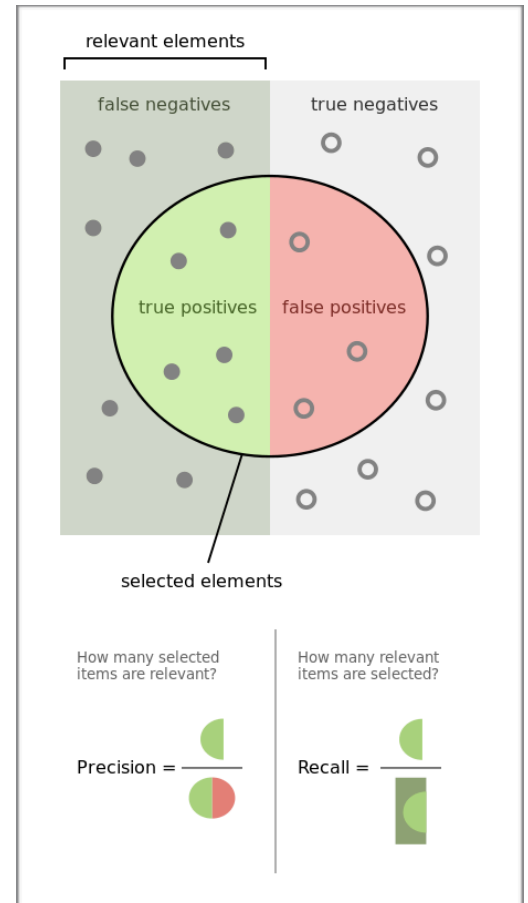 relevant elements
false negatives
true negatives
true positives
false positives
selected elements
How many selected
items are relevant?
Precision =
How many relevant
items are selected?
Recall =